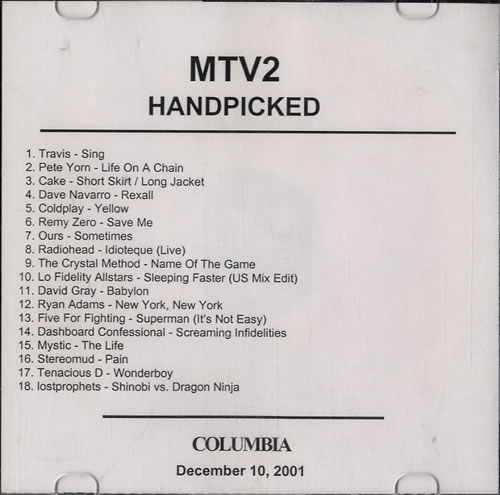 MTV2
HANDPICKED
1. Travis - Sing
2. Pete Yorn - Life On A Chain
3. Cake - Short Skirt / Long Jacket
4. Dave Navarro - Rexall
5. Coldplay - Yellow
6. Remy Zero - Save Me
7. Ours - Sometimes
8. Radiohead - Idioteque (Live)
9. The Crystal Method - Name Of The Game
10. Lo Fidelity Allstars - Sleeping Faster (US Mix Edit)
11. David Gray - Babylon
12. Ryan Adams - New York, New York
13. Five For Fighting - Superman (It's Not Easy)
14. Dashboard Confessional - Screaming Infidelities
15. Mystic - The Life
16. Stereomud - Pain
17. Tenacious D - Wonderboy
18. lostprophets - Shinobi vs. Dragon Ninja
COLUMBIA
December 10, 2001